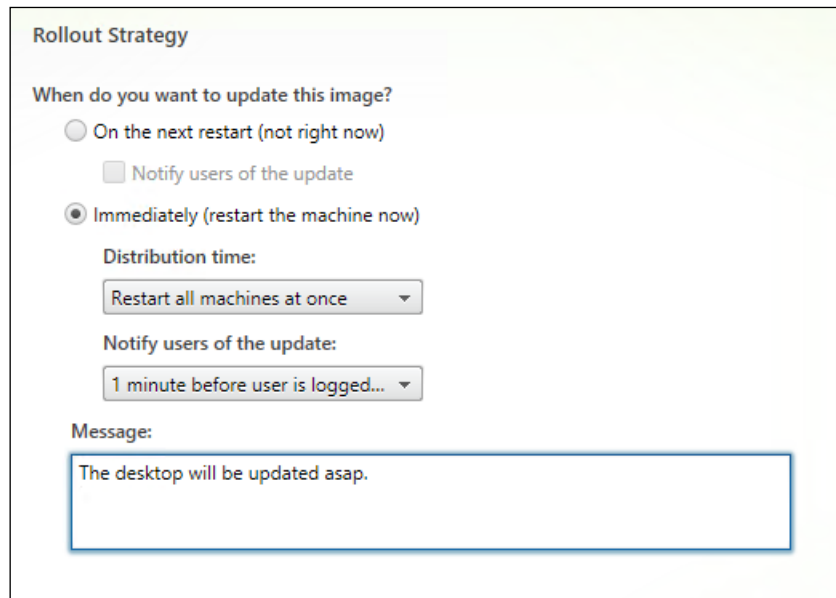 Rollout Strategy
When do you want to update this image?
On the next restart (not right now)
Notify users of the update
Immediately (restart the machine now)
Distribution time:
Restart all machines at once
Notify users of the update:
1 minute before user is logged...
Message:
The desktop will be updated asap.